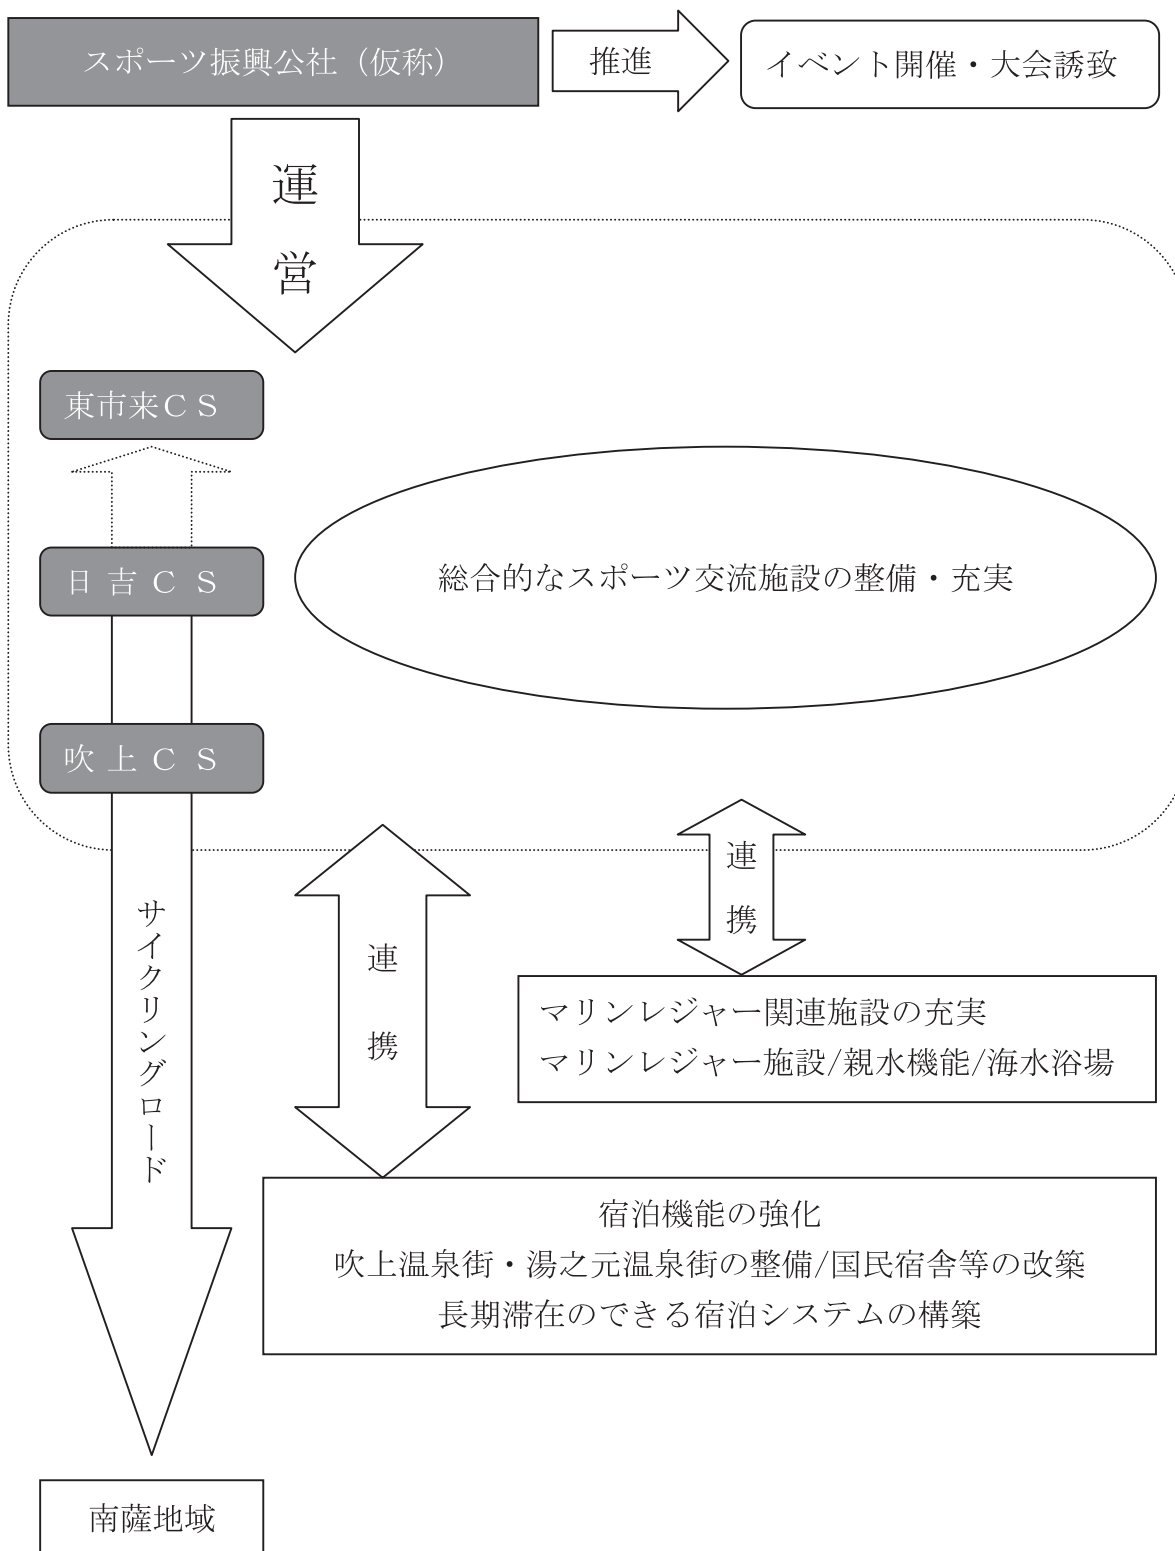 スポーツ振興公社（仮称）
推進
イベント開催・大会誘致
運営
東市来ＣＳ
日吉ＣＳ
総合的なスポーツ交流施設の整備・充実
吹上ＣＳ
サイクリングロード
連携
連携
マリンレジャー関連施設の充実
マリンレジャー施設/親水機能/海水浴場
宿泊機能の強化
吹上温泉街・湯之元温泉街の整備/国民宿舎等の改築
長期滞在のできる宿泊システムの構築
南薩地域